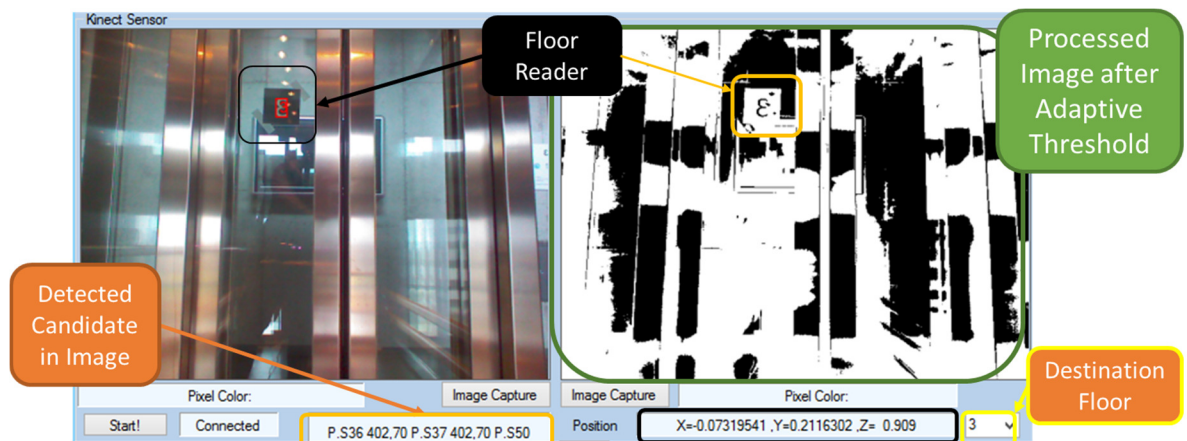 Kinect Sensor
Floor
Reader
Processed
Image after
Adaptive
Threshold
Detected
Candidate
in Image
Destination
Floor
Pixel Color:
Image Capture
Image Capture
Pixel Color:
Start!
Connected
P.S36 402,70 P.S37 402,70 P.S50
Position
X=-0.07319541 ,Y=0.2116302 ,Z= 0.909
3